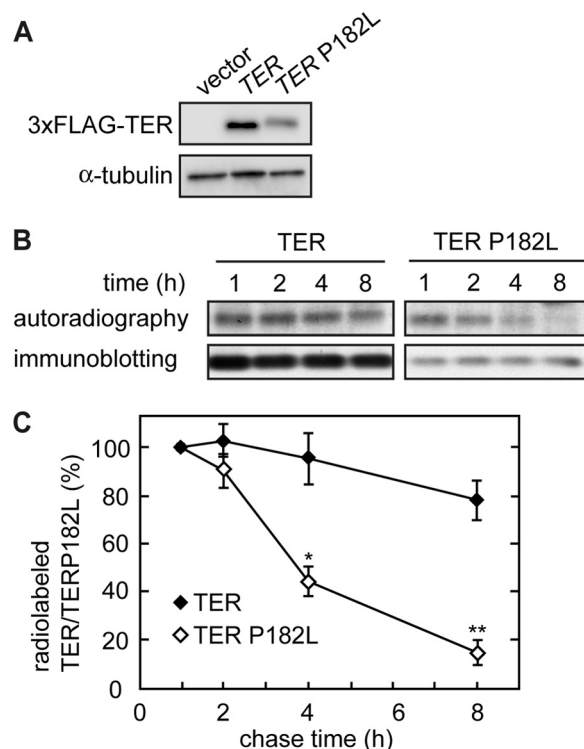 A
vector
TER
TER P182L
3xFLAG-TER
α-tubulin
B
TER TER P182L
time (h) 1 2 4 8 1 2 4 8
autoradiography
immunoblotting
C
radiolabeled
TER/TERP182L (%)
100
80
60
40
20
0
*
**
TER
TER P182L
0 2 4 6 8
chase time (h)